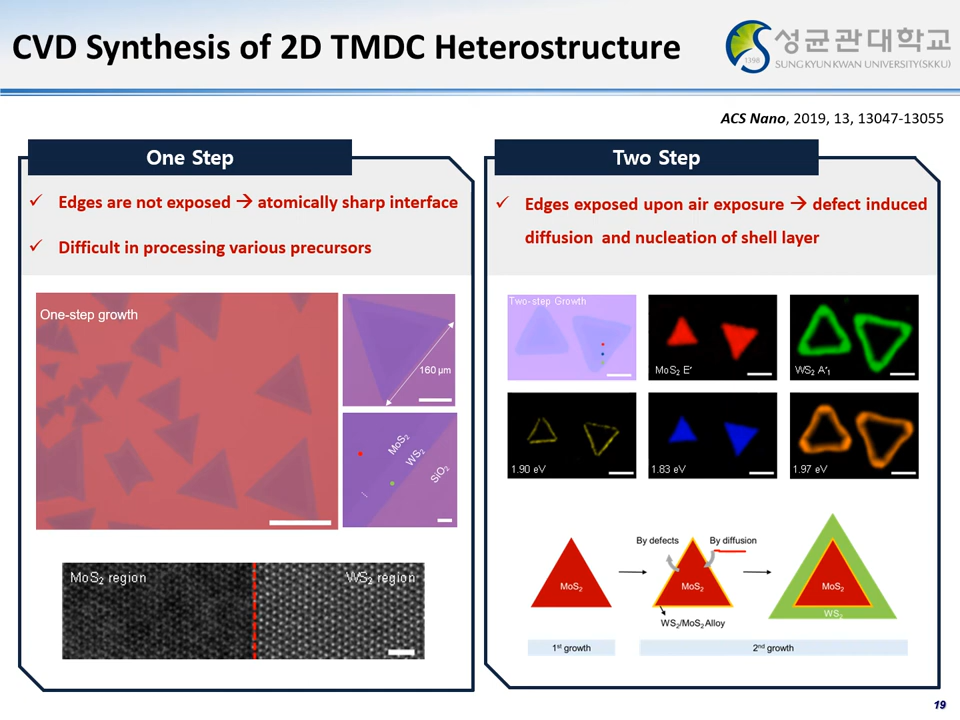 CVD Synthesis of 2D TMDC Heterostructure
성균관대학교
1398
SUNG KYUN KWAN UNIVERSITY(SKKU)
ACS Nano, 2019, 13, 13047-13055
One Step
✓ Edges are not exposed → atomically sharp interface
✓ Difficult in processing various precursors
One-step growth
160 µm
MoS₂
WS₂
SiO₂
MoS₂ region
WS₂ region
Two Step
✓ Edges exposed upon air exposure → defect induced
diffusion and nucleation of shell layer
Two-step Growth
MoS₂ E′
WS₂ A′₁
1.90 eV
1.83 eV
1.97 eV
By defects
By diffusion
MoS₂
MoS₂
MoS₂
WS₂
WS₂/MoS₂ Alloy
1st growth
2nd growth
19